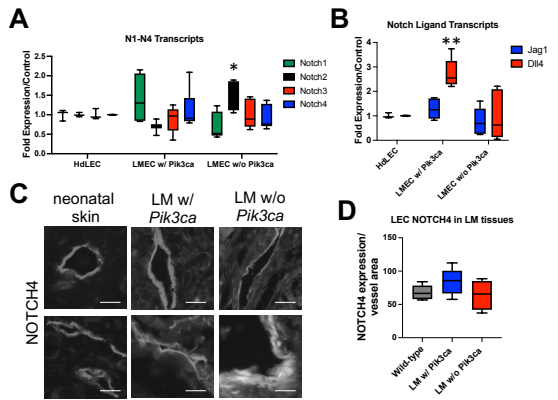 A
N1-N4 Transcripts
Fold Expression/Control
2.5
2.0
1.5
1.0
0.5
0.0
*
HdLEC
LMEC w/ Pik3ca
LMEC w/o Pik3ca
Notch1
Notch2
Notch3
Notch4
B
Notch Ligand Transcripts
Fold Expression/Control
6
4
2
0
**
HdLEC
LMEC w/ Pik3ca
LMEC w/o Pik3ca
Jag1
Dll4
C
neonatal
skin
LM w/
Pik3ca
LM w/o
Pik3ca
NOTCH4
D
LEC NOTCH4 in LM tissues
NOTCH4 expression/
vessel area
150
100
50
0
Wild-type
LM w/ Pik3ca
LM w/o Pik3ca